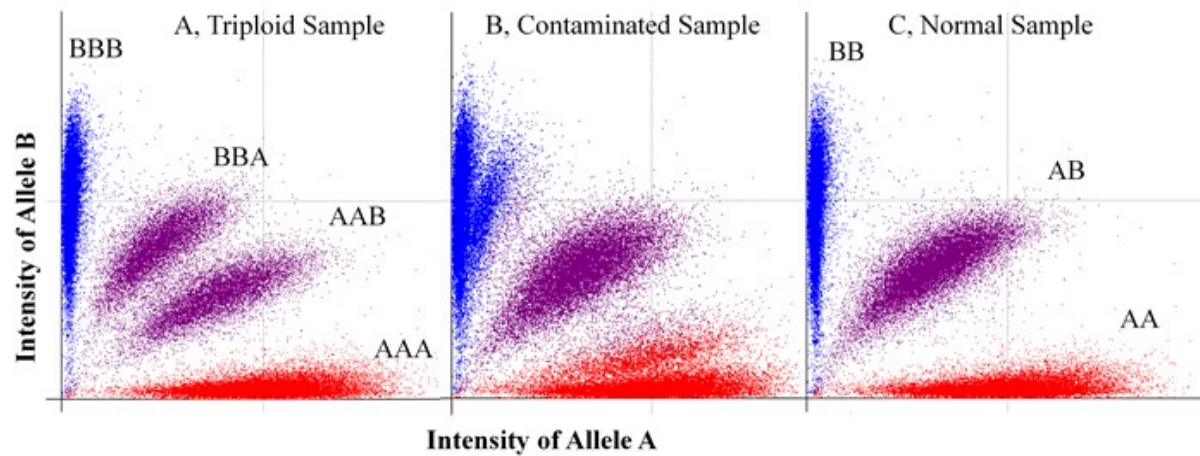 A, Triploid Sample
B, Contaminated Sample
C, Normal Sample
BBB
BB
BBA
AB
AAB
AA
AAA
Intensity of Allele B
Intensity of Allele A